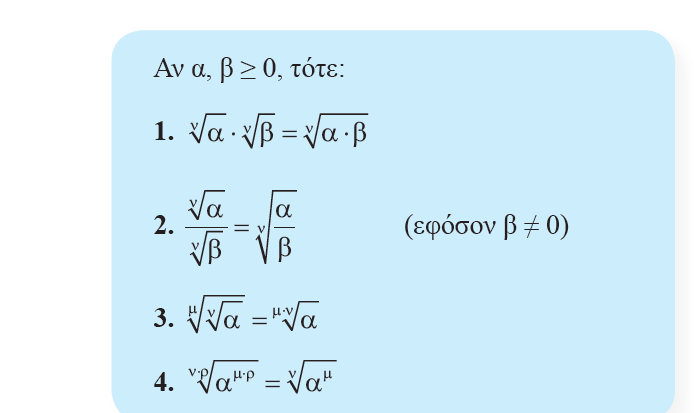 Αν α, β ≥ 0, τότε:
1. ᵛ√α · ᵛ√β = ᵛ√(α · β)
2. ᵛ√α / ᵛ√β = ᵛ√(α / β) (εφόσον β ≠ 0)
3. ᵘ√(ᵛ√α) = ᵘ·ᵛ√α
4. ᵛ·ᵖ√(α^(μ·ρ)) = ᵛ√(α^μ)